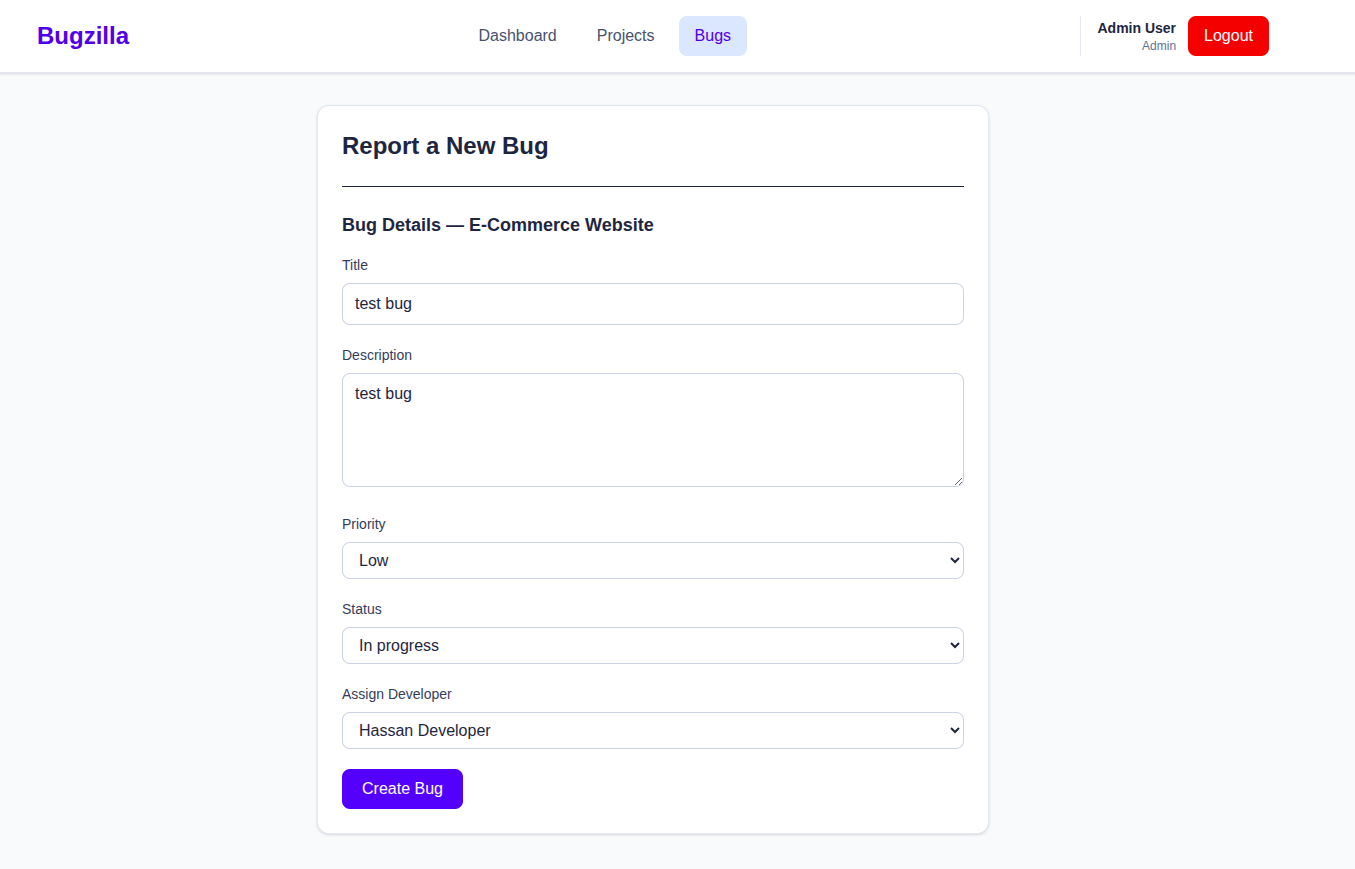 Bugzilla
Dashboard
Projects
Bugs
Admin User
Admin
Logout
Report a New Bug
Bug Details — E-Commerce Website
Title
test bug
Description
test bug
Priority
Low
Status
In progress
Assign Developer
Hassan Developer
Create Bug